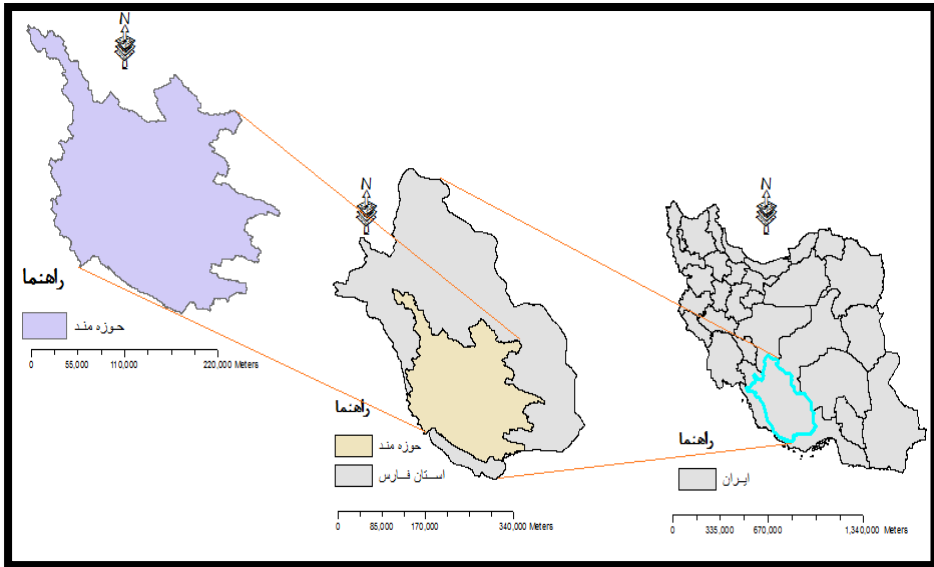 N
راهنما
حوزه مند
0 55,000 110,000 220,000 Meters
N
راهنما
حوزه مند
استان فارس
0 85,000 170,000 340,000 Meters
N
راهنما
ایران
0 335,000 670,000 1,340,000 Meters